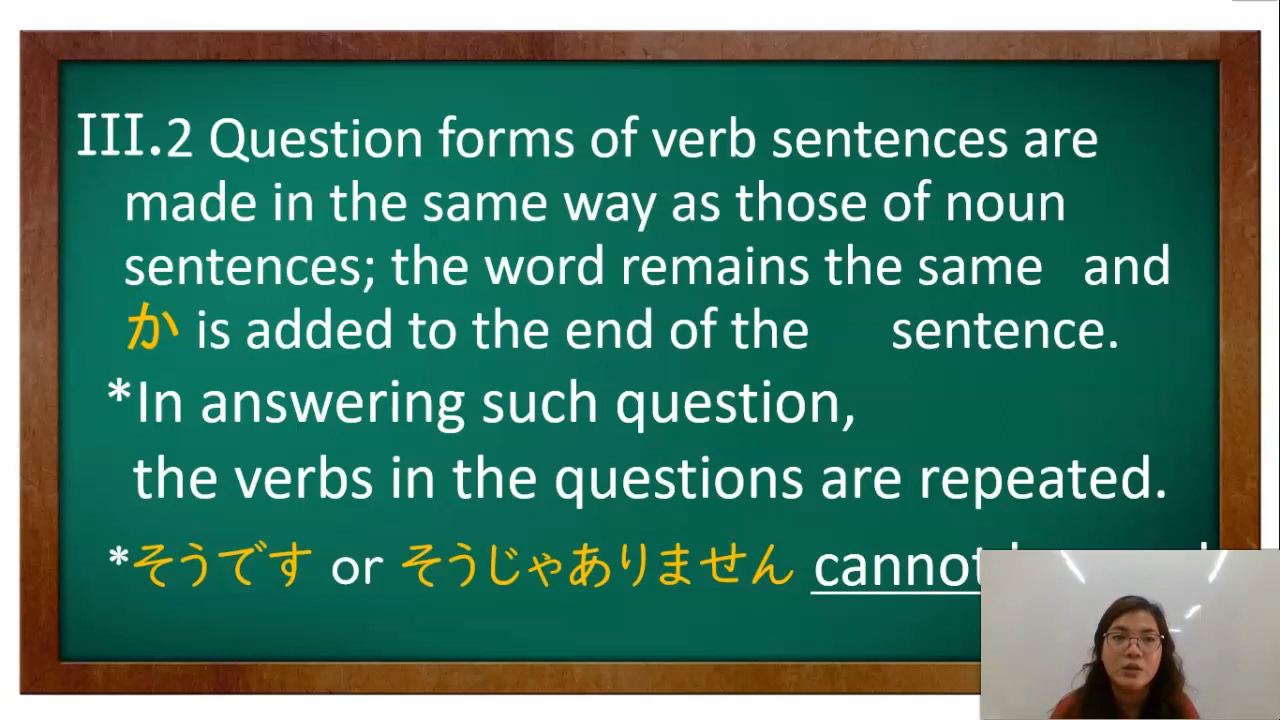 III.2 Question forms of verb sentences are
made in the same way as those of noun
sentences; the word remains the same and
か is added to the end of the sentence.
*In answering such question,
the verbs in the questions are repeated.
*そうです or そうじゃありません cannot